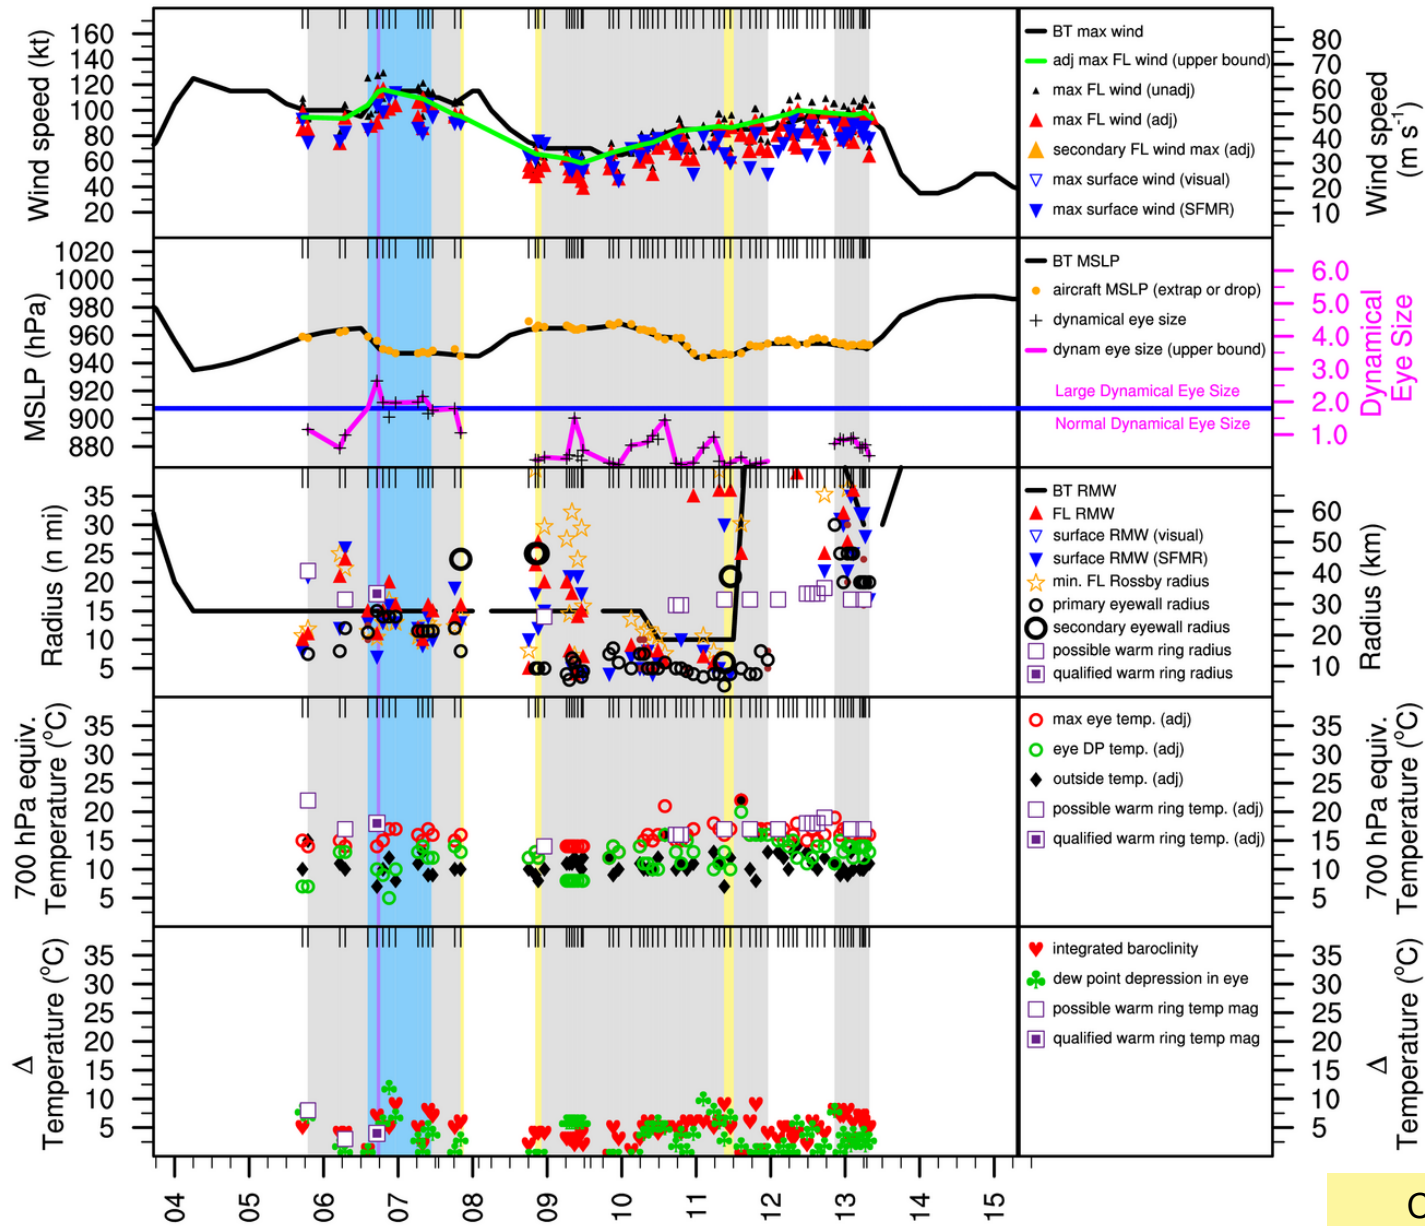 Wind speed (kt)
160
140
120
100
80
60
40
20
BT max wind
adj max FL wind (upper bound)
max FL wind (unadj)
max FL wind (adj)
secondary FL wind max (adj)
max surface wind (visual)
max surface wind (SFMR)
80
70
60
50
40
30
20
10
Wind speed
(m s-1)
MSLP (hPa)
1020
1000
980
960
940
920
900
880
BT MSLP
aircraft MSLP (extrap or drop)
dynamical eye size
dynam eye size (upper bound)
Large Dynamical Eye Size
Normal Dynamical Eye Size
6.0
5.0
4.0
3.0
2.0
1.0
Dynamical
Eye Size
Radius (n mi)
35
30
25
20
15
10
5
BT RMW
FL RMW
surface RMW (visual)
surface RMW (SFMR)
min. FL Rossby radius
primary eyewall radius
secondary eyewall radius
possible warm ring radius
qualified warm ring radius
60
50
40
30
20
10
Radius (km)
700 hPa equiv.
Temperature (°C)
35
30
25
20
15
10
5
max eye temp. (adj)
eye DP temp. (adj)
outside temp. (adj)
possible warm ring temp. (adj)
qualified warm ring temp. (adj)
35
30
25
20
15
10
5
700 hPa equiv.
Temperature (°C)
Δ
Temperature (°C)
35
30
25
20
15
10
5
integrated baroclinity
dew point depression in eye
possible warm ring temp mag
qualified warm ring temp mag
35
30
25
20
15
10
5
Δ
Temperature (°C)
04
05
06
07
08
09
10
11
12
13
14
15